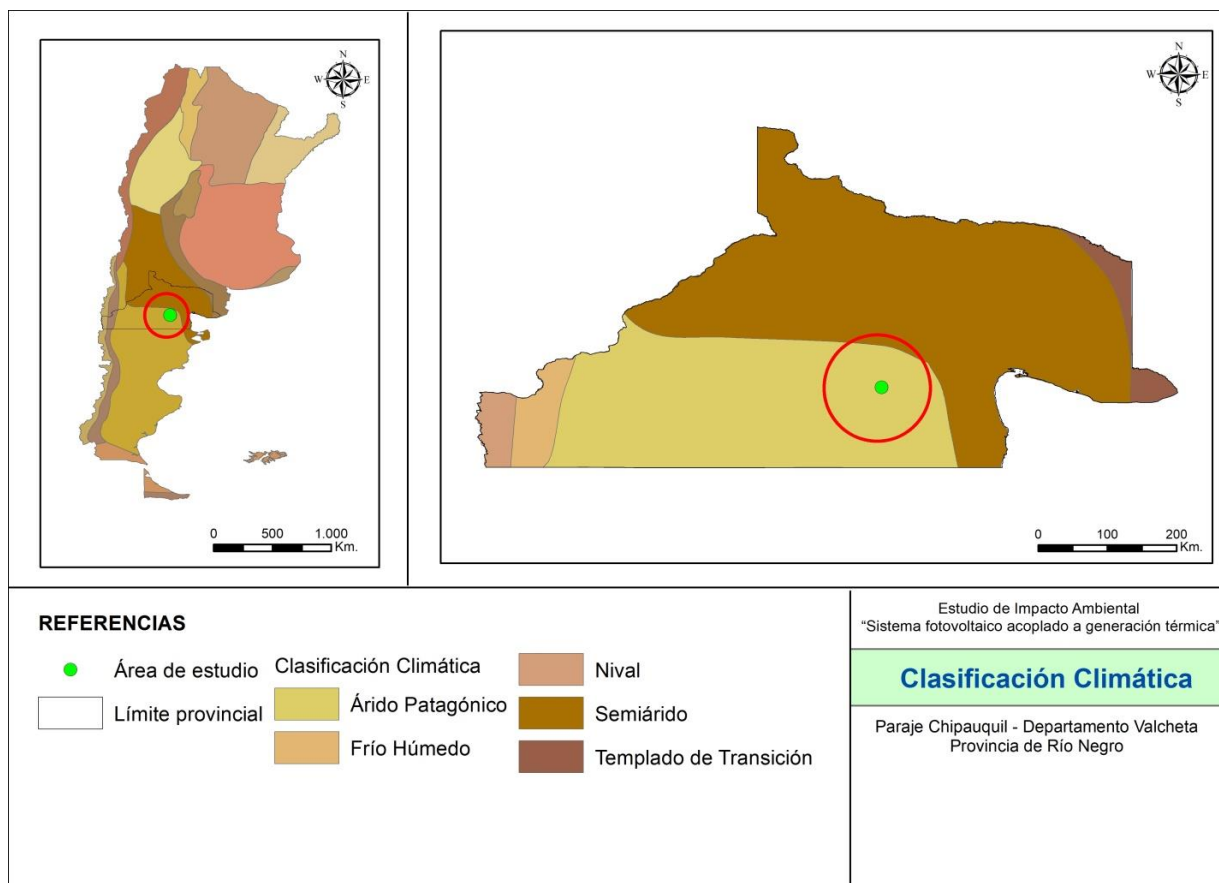 N
W E
S
0 500 1.000
Km.
N
W E
S
0 100 200
Km.
REFERENCIAS
Área de estudio
Límite provincial
Clasificación Climática
Árido Patagónico
Frío Húmedo
Nival
Semiárido
Templado de Transición
Estudio de Impacto Ambiental
“Sistema fotovoltaico acoplado a generación térmica”
Clasificación Climática
Paraje Chipauquil - Departamento Valcheta
Provincia de Río Negro